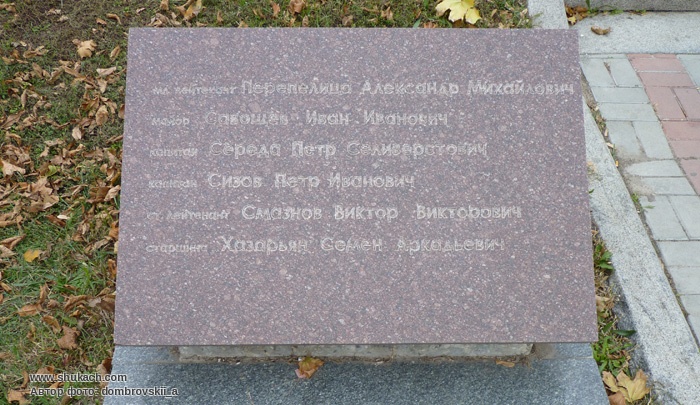 мл. лейтенант Перепелица Александр Михайлович
майор Савощев Иван Иванович
капитан Середа Петр Селиверстович
капитан Сизов Петр Иванович
ст. лейтенант Смазнов Виктор Викторович
старшина Хазарьян Семен Аркадьевич
www.shukach.com
Автор фото: dombrovskii_a